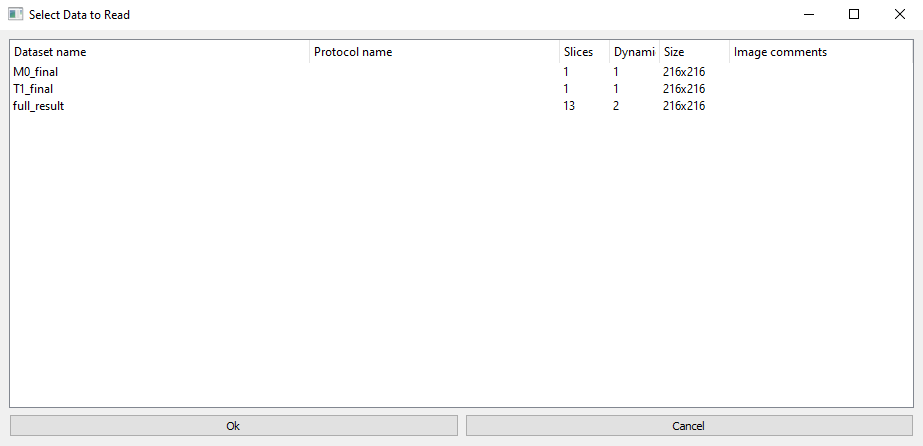 Select Data to Read
Dataset name Protocol name Slices Dynami Size Image comments
M0_final 1 1 216x216
T1_final 1 1 216x216
full_result 13 2 216x216
Ok Cancel